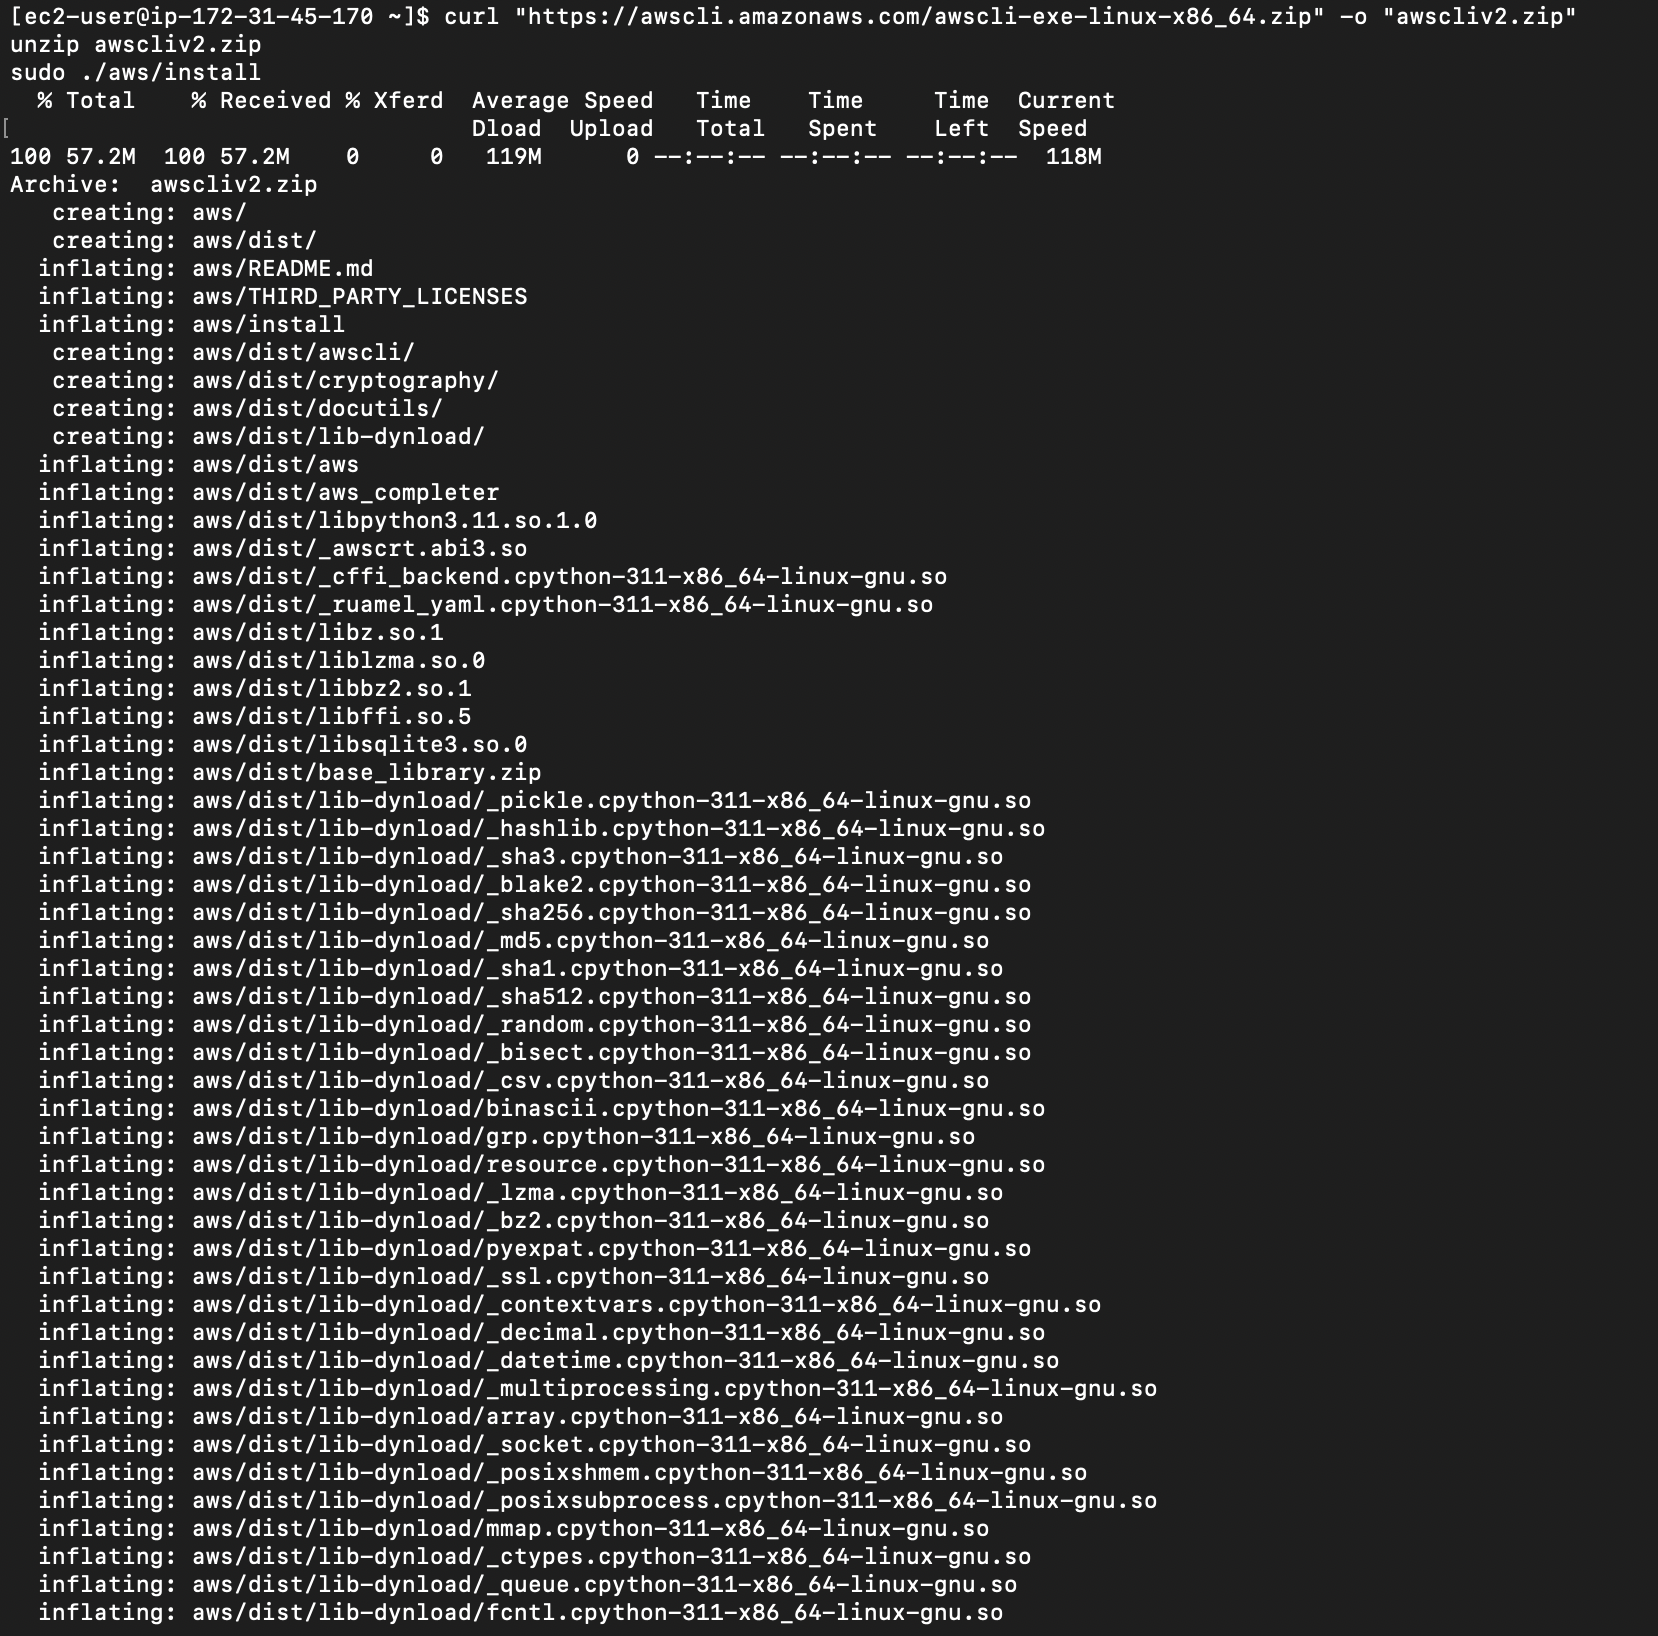 [ec2-user@ip-172-31-45-170 ~]$ curl "https://awscli.amazonaws.com/awscli-exe-linux-x86_64.zip" -o "awscliv2.zip"
unzip awscliv2.zip
sudo ./aws/install
  % Total    % Received % Xferd  Average Speed   Time    Time     Time  Current
[                                 Dload  Upload   Total   Spent    Left  Speed
100 57.2M  100 57.2M    0     0   119M      0 --:--:-- --:--:-- --:--:--  118M
Archive:  awscliv2.zip
   creating: aws/
   creating: aws/dist/
  inflating: aws/README.md
  inflating: aws/THIRD_PARTY_LICENSES
  inflating: aws/install
   creating: aws/dist/awscli/
   creating: aws/dist/cryptography/
   creating: aws/dist/docutils/
   creating: aws/dist/lib-dynload/
  inflating: aws/dist/aws
  inflating: aws/dist/aws_completer
  inflating: aws/dist/libpython3.11.so.1.0
  inflating: aws/dist/_awscrt.abi3.so
  inflating: aws/dist/_cffi_backend.cpython-311-x86_64-linux-gnu.so
  inflating: aws/dist/_ruamel_yaml.cpython-311-x86_64-linux-gnu.so
  inflating: aws/dist/libz.so.1
  inflating: aws/dist/liblzma.so.0
  inflating: aws/dist/libbz2.so.1
  inflating: aws/dist/libffi.so.5
  inflating: aws/dist/libsqlite3.so.0
  inflating: aws/dist/base_library.zip
  inflating: aws/dist/lib-dynload/_pickle.cpython-311-x86_64-linux-gnu.so
  inflating: aws/dist/lib-dynload/_hashlib.cpython-311-x86_64-linux-gnu.so
  inflating: aws/dist/lib-dynload/_sha3.cpython-311-x86_64-linux-gnu.so
  inflating: aws/dist/lib-dynload/_blake2.cpython-311-x86_64-linux-gnu.so
  inflating: aws/dist/lib-dynload/_sha256.cpython-311-x86_64-linux-gnu.so
  inflating: aws/dist/lib-dynload/_md5.cpython-311-x86_64-linux-gnu.so
  inflating: aws/dist/lib-dynload/_sha1.cpython-311-x86_64-linux-gnu.so
  inflating: aws/dist/lib-dynload/_sha512.cpython-311-x86_64-linux-gnu.so
  inflating: aws/dist/lib-dynload/_random.cpython-311-x86_64-linux-gnu.so
  inflating: aws/dist/lib-dynload/_bisect.cpython-311-x86_64-linux-gnu.so
  inflating: aws/dist/lib-dynload/_csv.cpython-311-x86_64-linux-gnu.so
  inflating: aws/dist/lib-dynload/binascii.cpython-311-x86_64-linux-gnu.so
  inflating: aws/dist/lib-dynload/grp.cpython-311-x86_64-linux-gnu.so
  inflating: aws/dist/lib-dynload/resource.cpython-311-x86_64-linux-gnu.so
  inflating: aws/dist/lib-dynload/_lzma.cpython-311-x86_64-linux-gnu.so
  inflating: aws/dist/lib-dynload/_bz2.cpython-311-x86_64-linux-gnu.so
  inflating: aws/dist/lib-dynload/pyexpat.cpython-311-x86_64-linux-gnu.so
  inflating: aws/dist/lib-dynload/_ssl.cpython-311-x86_64-linux-gnu.so
  inflating: aws/dist/lib-dynload/_contextvars.cpython-311-x86_64-linux-gnu.so
  inflating: aws/dist/lib-dynload/_decimal.cpython-311-x86_64-linux-gnu.so
  inflating: aws/dist/lib-dynload/_datetime.cpython-311-x86_64-linux-gnu.so
  inflating: aws/dist/lib-dynload/_multiprocessing.cpython-311-x86_64-linux-gnu.so
  inflating: aws/dist/lib-dynload/array.cpython-311-x86_64-linux-gnu.so
  inflating: aws/dist/lib-dynload/_socket.cpython-311-x86_64-linux-gnu.so
  inflating: aws/dist/lib-dynload/_posixshmem.cpython-311-x86_64-linux-gnu.so
  inflating: aws/dist/lib-dynload/_posixsubprocess.cpython-311-x86_64-linux-gnu.so
  inflating: aws/dist/lib-dynload/mmap.cpython-311-x86_64-linux-gnu.so
  inflating: aws/dist/lib-dynload/_ctypes.cpython-311-x86_64-linux-gnu.so
  inflating: aws/dist/lib-dynload/_queue.cpython-311-x86_64-linux-gnu.so
  inflating: aws/dist/lib-dynload/fcntl.cpython-311-x86_64-linux-gnu.so